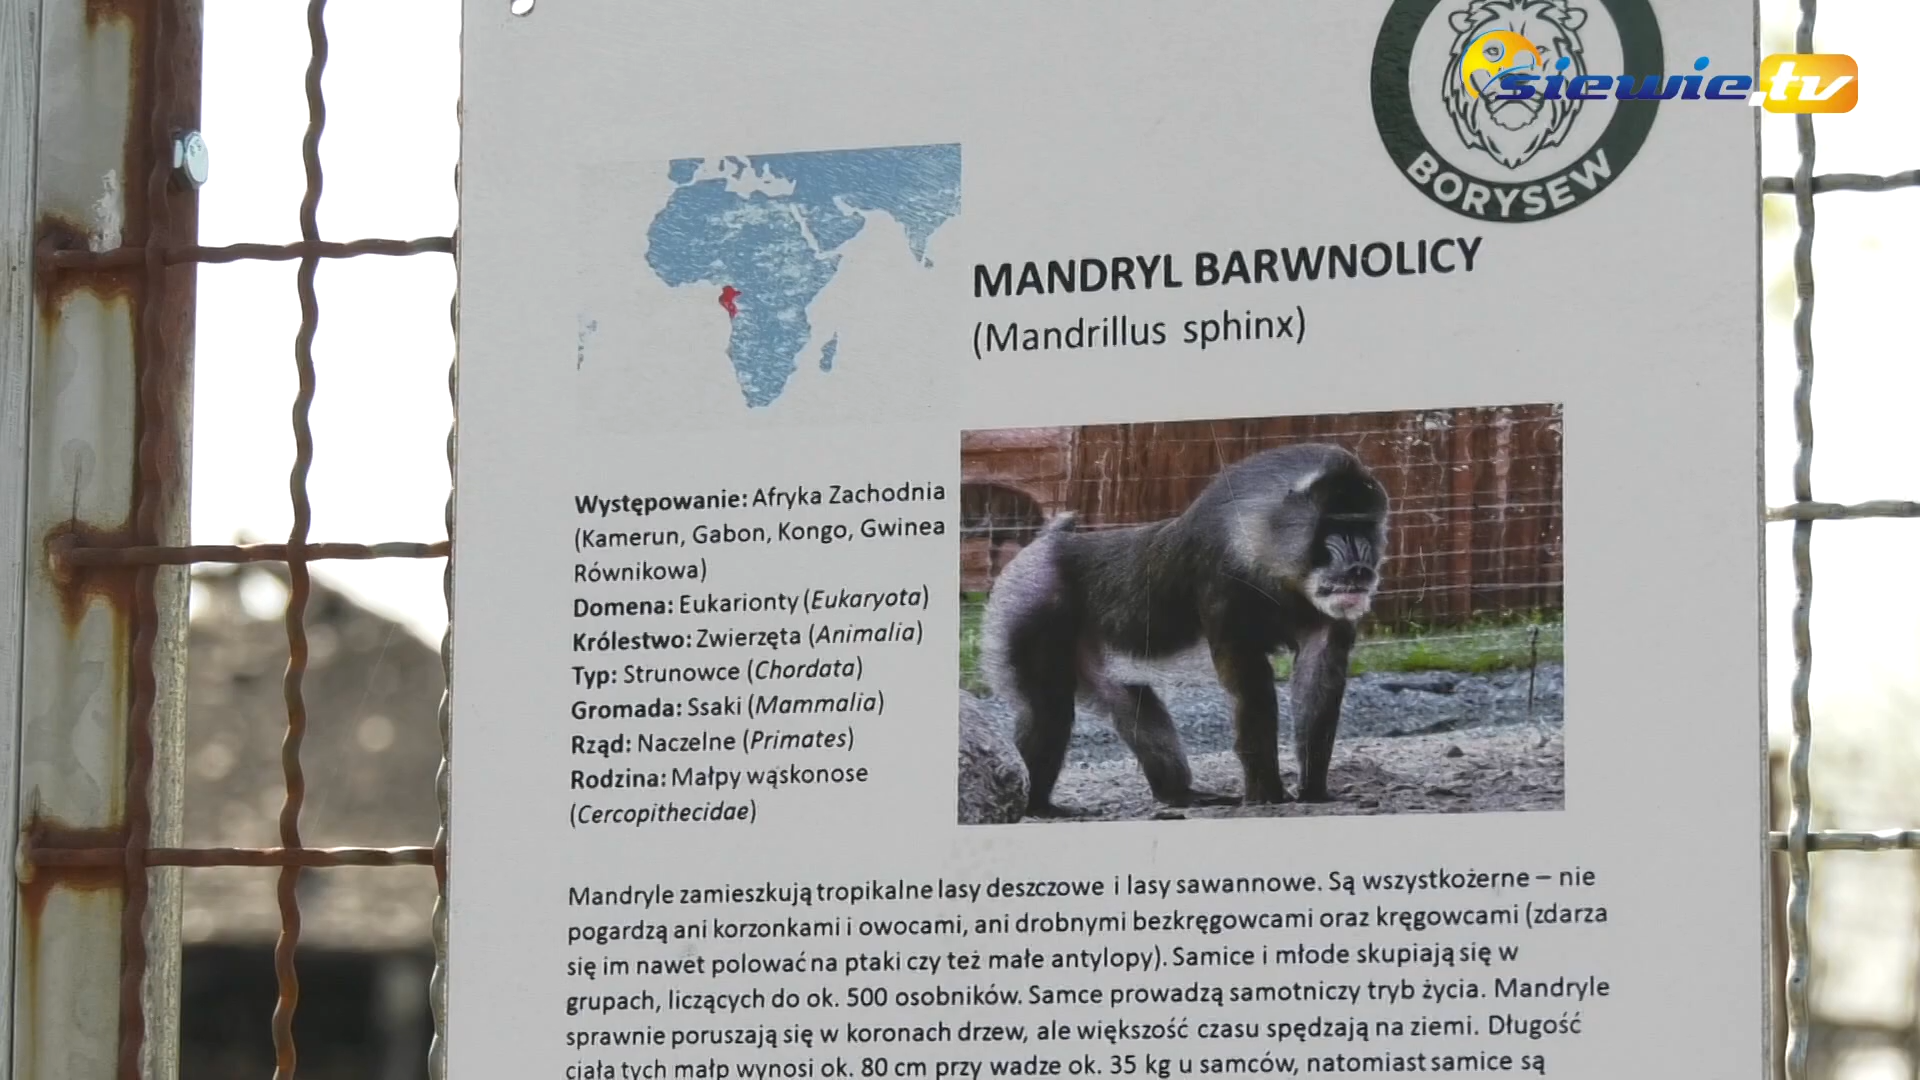 siewie.tv
BORYSEW
MANDRYL BARWNOLICY
(Mandrillus sphinx)
Występowanie: Afryka Zachodnia
(Kamerun, Gabon, Kongo, Gwinea
Równikowa)
Domena: Eukarionty (Eukaryota)
Królestwo: Zwierzęta (Animalia)
Typ: Strunowce (Chordata)
Gromada: Ssaki (Mammalia)
Rząd: Naczelne (Primates)
Rodzina: Małpy wąskonose
(Cercopithecidae)
Mandryle zamieszkują tropikalne lasy deszczowe i lasy sawannowe. Są wszystkożerne – nie
pogardzą ani korzonkami i owocami, ani drobnymi bezkręgowcami oraz kręgowcami (zdarza
się im nawet polować na ptaki czy też małe antylopy). Samice i młode skupiają się w
grupach, liczących do ok. 500 osobników. Samce prowadzą samotniczy tryb życia. Mandryle
sprawnie poruszają się w koronach drzew, ale większość czasu spędzają na ziemi. Długość
ciała tych małp wynosi ok. 80 cm przy wadze ok. 35 kg u samców, natomiast samice są